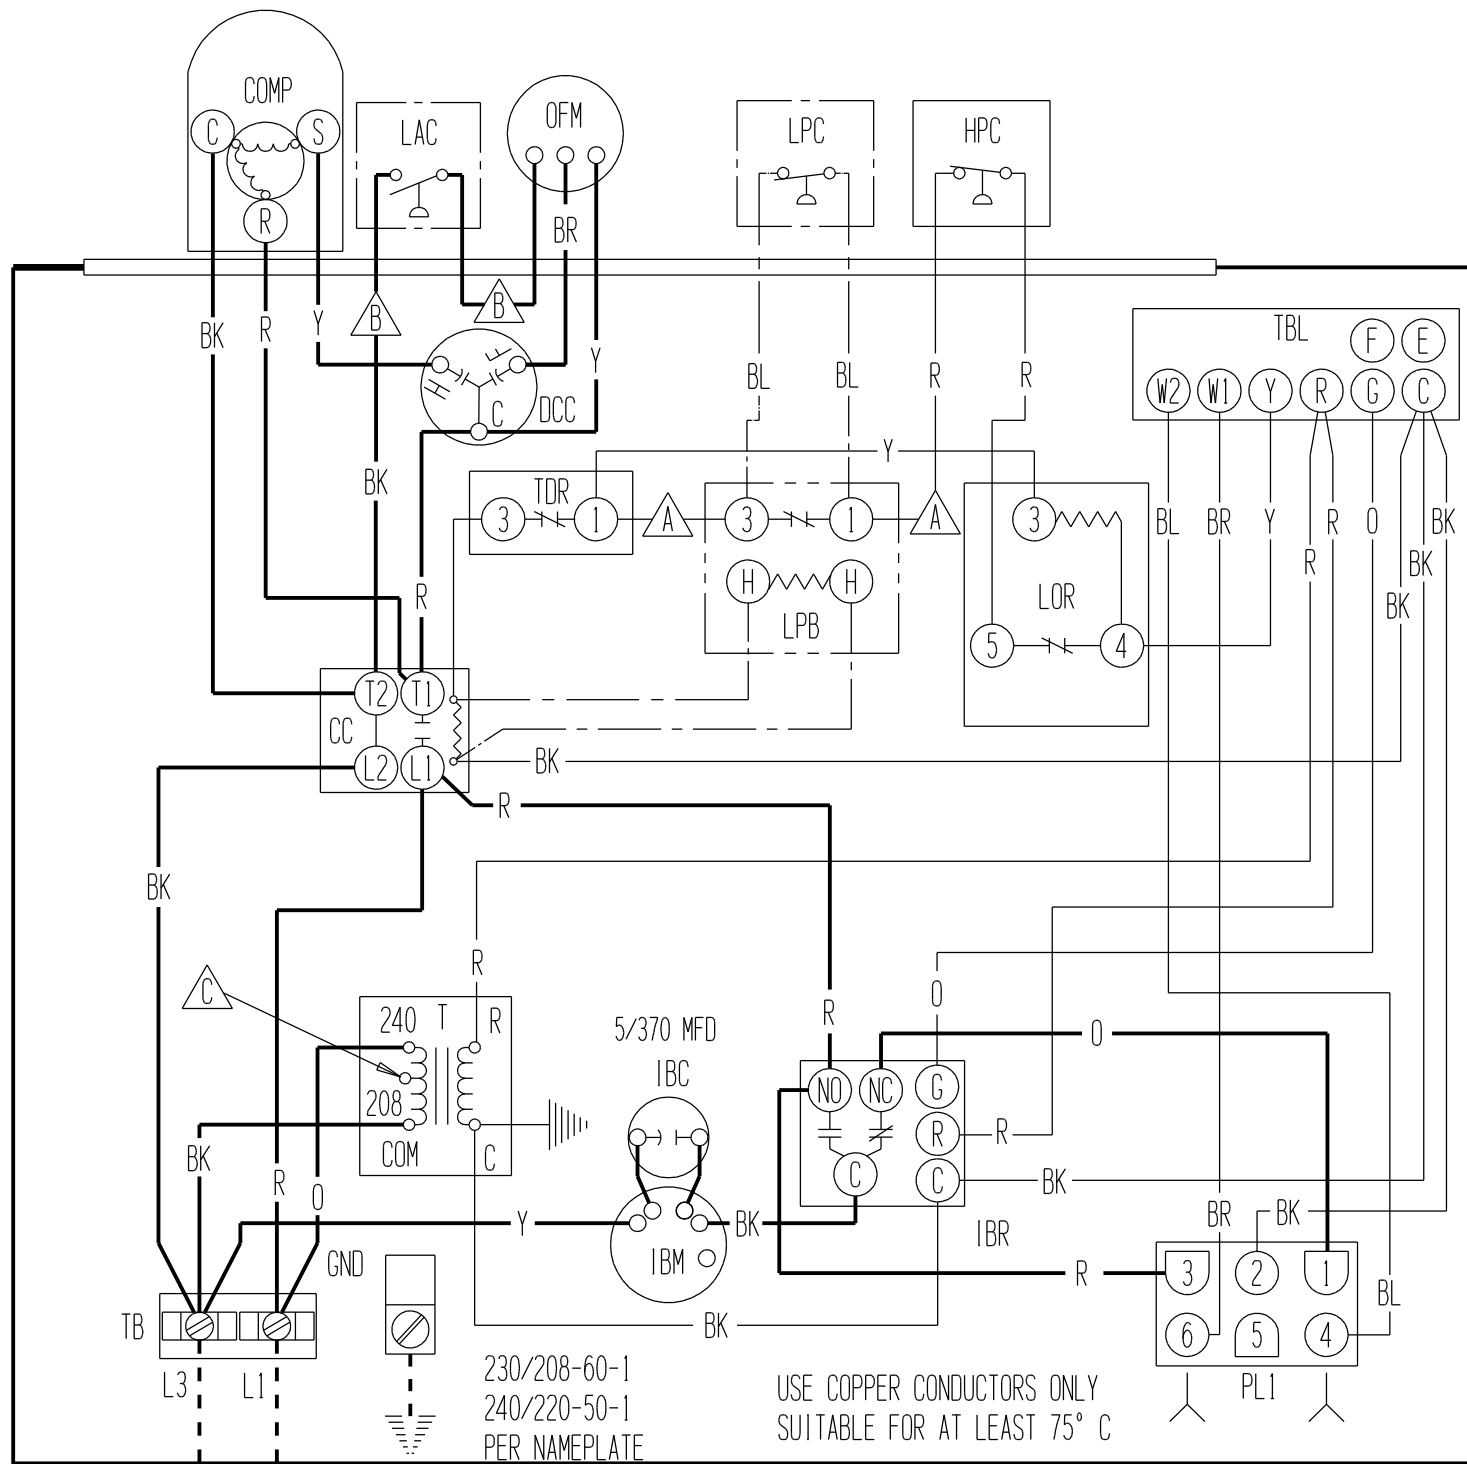 COMP
OFM
C
S
LAC
LPC
HPC
R
BR
B
B
BK
R
Y
Y
TBL
F
E
H
F
C
DCC
BL
BL
R
R
W2
W1
Y
R
G
C
Y
BK
TDR
3
1
A
3
1
A
3
BL
BR
Y
R
R
O
BK
BK
BK
H
H
LPB
R
LOR
5
4
T2
T1
CC
L2
L1
BK
R
BK
C
R
O
240
T
R
208
COM
C
5/370 MFD
IBC
R
O
NO
NC
G
R
R
C
C
BK
BK
R
O
Y
BK
IBR
BR
BK
IBM
GND
R
3
2
1
BL
TB
BK
6
5
4
L3
L1
230/208-60-1
240/220-50-1
PER NAMEPLATE
USE COPPER CONDUCTORS ONLY
SUITABLE FOR AT LEAST 75° C
PL1